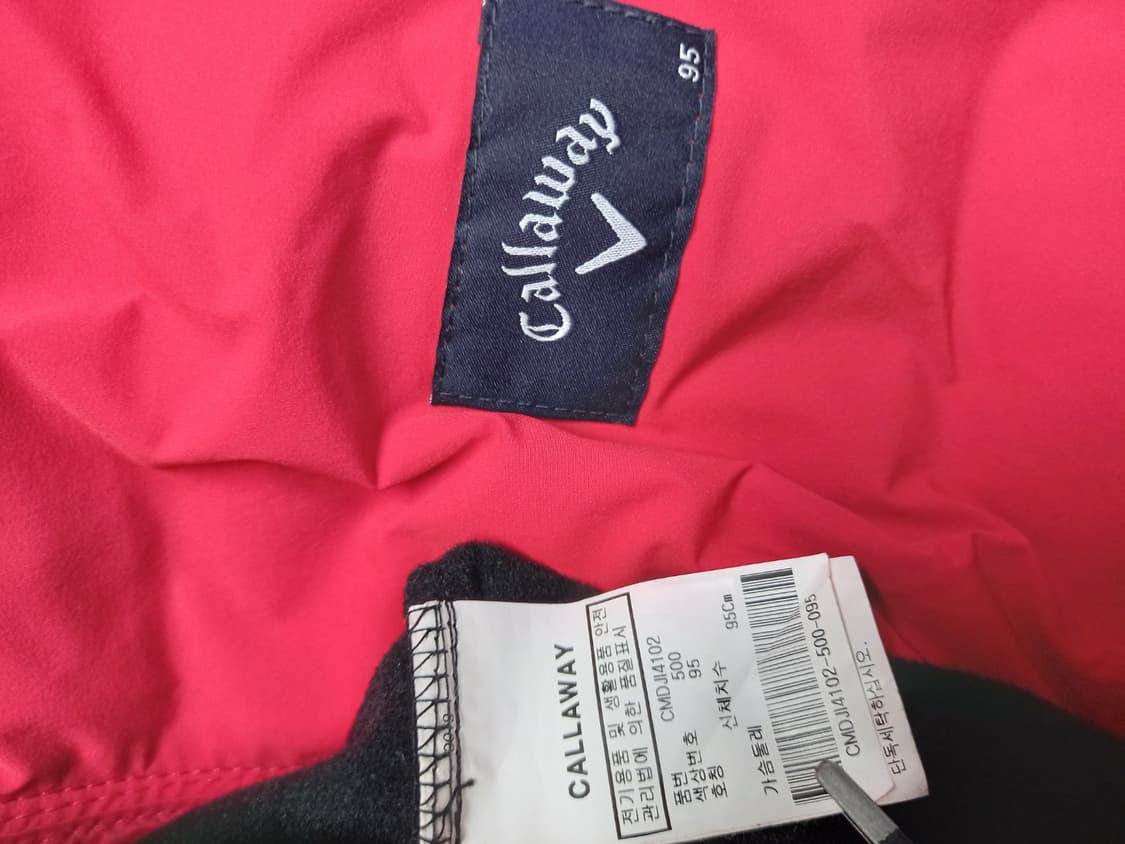 Callaway
95
CALLAWAY
전기용품 및 생활용품 안전
관리법에 의한 품질표시
품번 CMDJI4102
색상번호 500
호칭 95
신체치수
가슴둘레 95Cm
CMDJI4102-500-095
단독세탁하십시오.